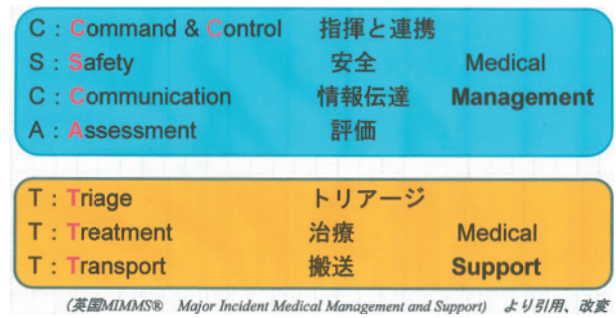 C : Command & Control 指揮と連携
S : Safety 安全 Medical
C : Communication 情報伝達 Management
A : Assessment 評価
T : Triage トリアージ
T : Treatment 治療 Medical
T : Transport 搬送 Support
(英国MIMMS® Major Incident Medical Management and Support) より引用、改変